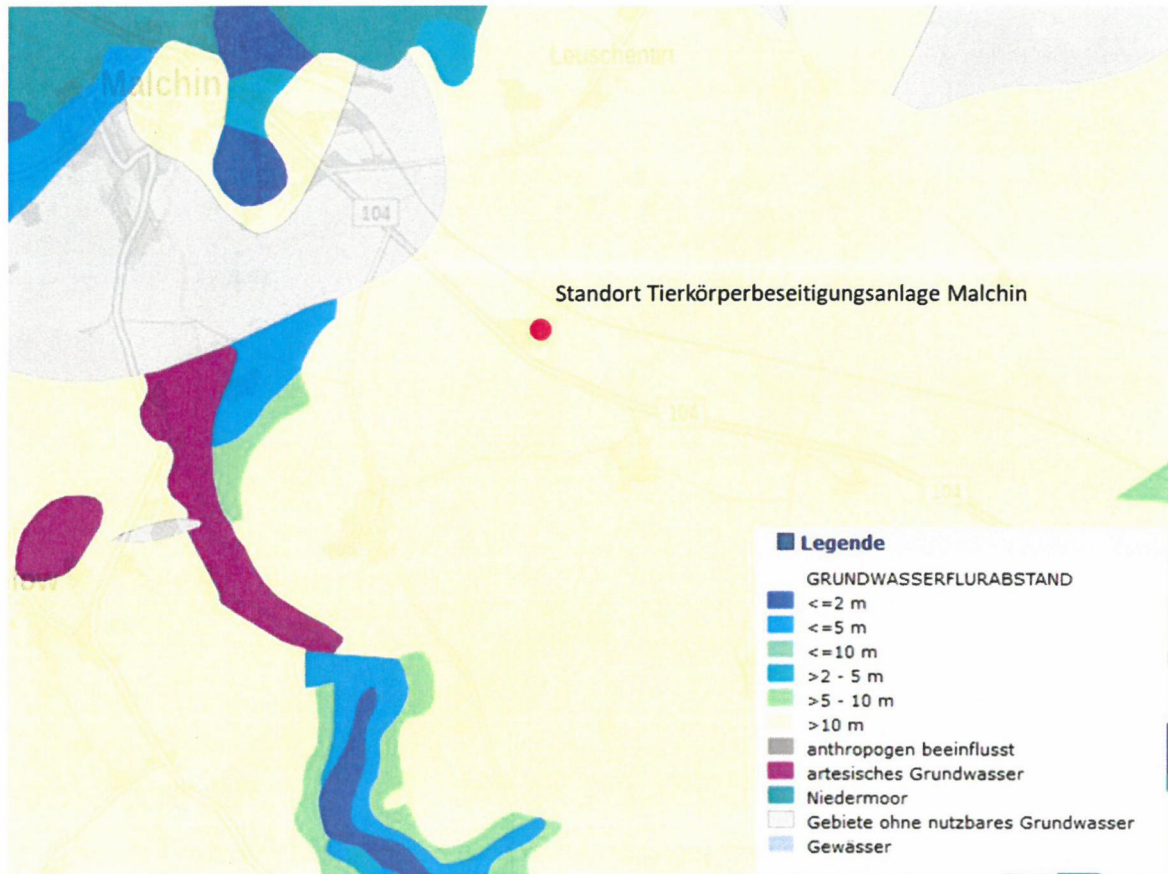 Malchin
Leuschentin
104
Standort Tierkörperbeseitigungsanlage Malchin
104
104
Legende
GRUNDWASSERFLURABSTAND
<=2 m
<=5 m
<=10 m
>2 - 5 m
>5 - 10 m
>10 m
anthropogen beeinflusst
artesisches Grundwasser
Niedermoor
Gebiete ohne nutzbares Grundwasser
Gewässer